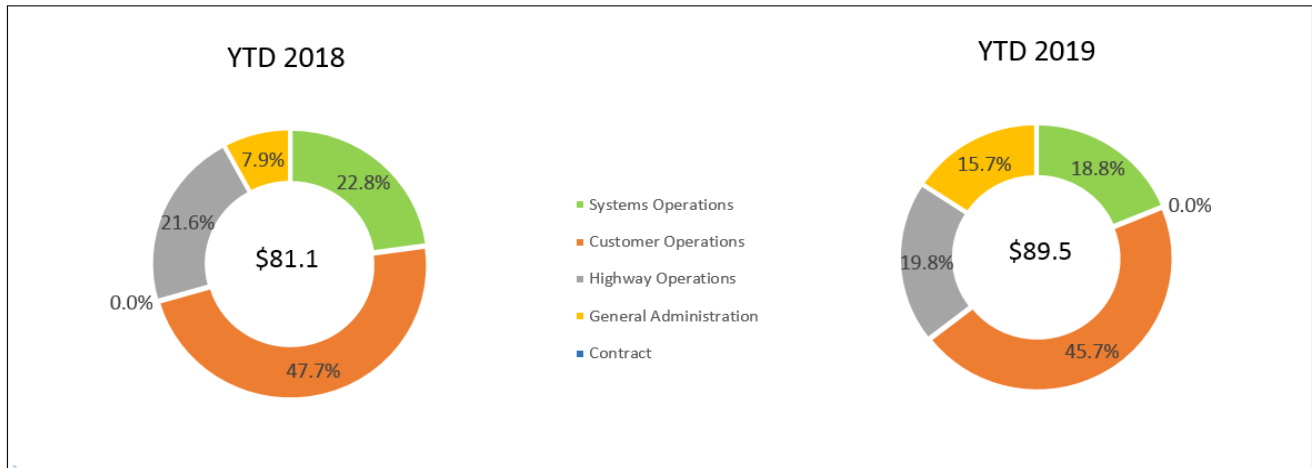 YTD 2018
7.9%
22.8%
21.6%
$81.1
0.0%
47.7%
Systems Operations
Customer Operations
Highway Operations
General Administration
Contract
YTD 2019
15.7%
18.8%
0.0%
19.8%
$89.5
45.7%